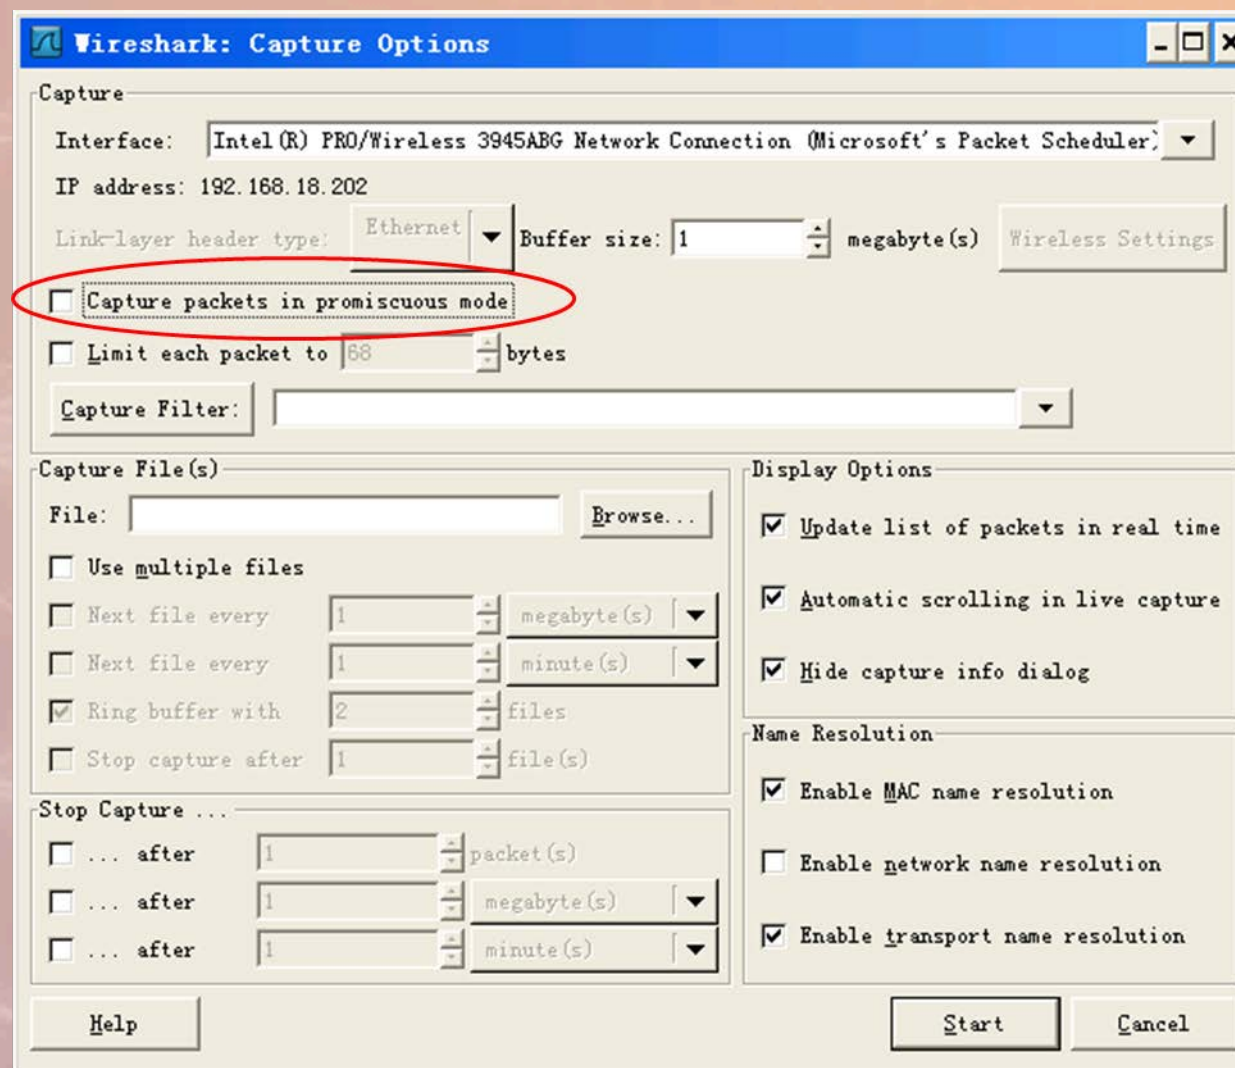 Wireshark: Capture Options
Capture
Interface: Intel(R) PRO/Wireless 3945ABG Network Connection (Microsoft's Packet Scheduler)
IP address: 192.168.18.202
Link-layer header type: Ethernet Buffer size: 1 megabyte(s) Wireless Settings
Capture packets in promiscuous mode
Limit each packet to 68 bytes
Capture Filter:
Capture File(s)
File: Browse...
Use multiple files
Next file every 1 megabyte(s)
Next file every 1 minute(s)
Ring buffer with 2 files
Stop capture after 1 file(s)
Stop Capture ...
... after 1 packet(s)
... after 1 megabyte(s)
... after 1 minute(s)
Display Options
Update list of packets in real time
Automatic scrolling in live capture
Hide capture info dialog
Name Resolution
Enable MAC name resolution
Enable network name resolution
Enable transport name resolution
Help Start Cancel